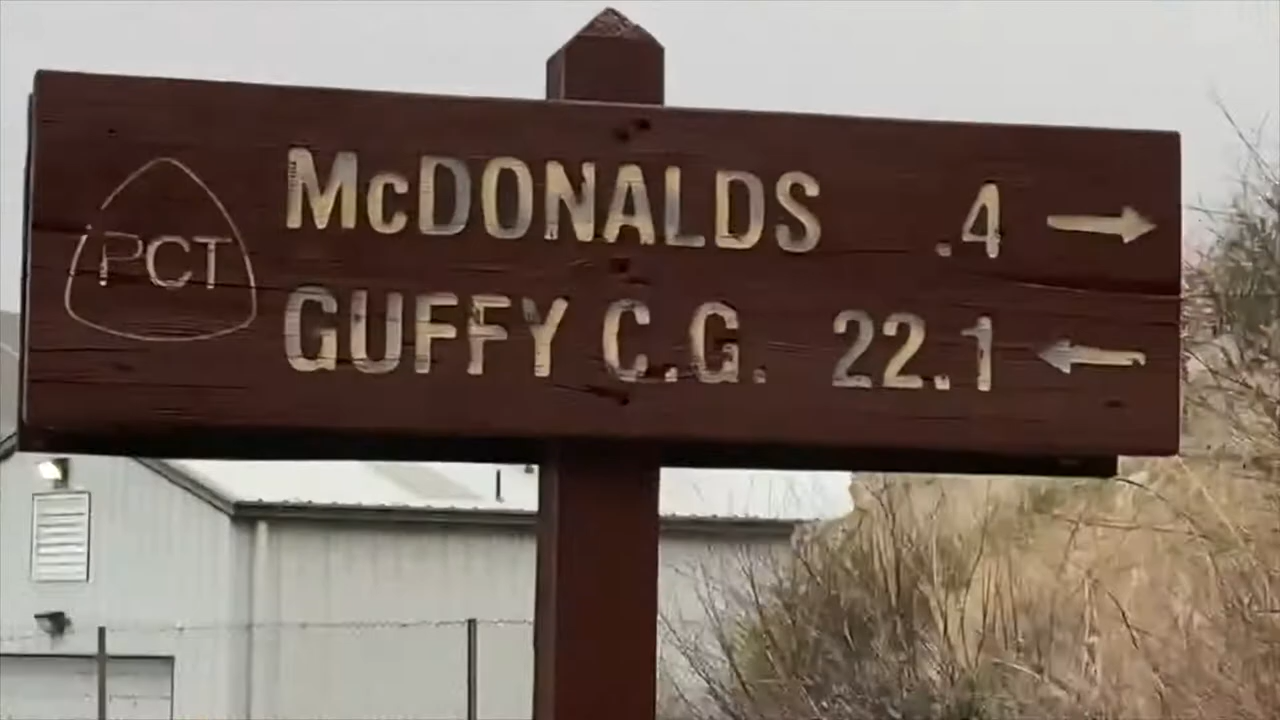 PCT
McDONALDS .4 →
GUFFY C.G. 22.1 ←